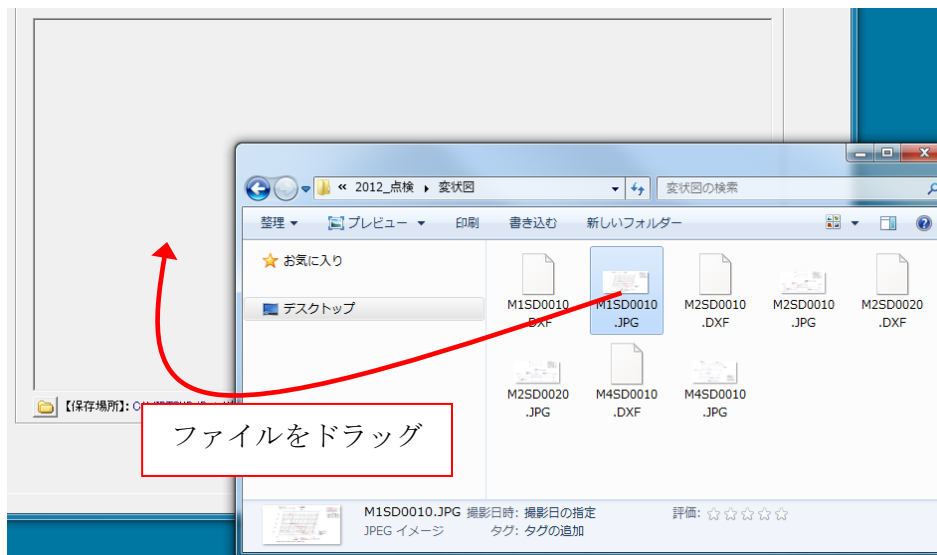 « 2012_点検 ▶ 変状図
変状図の検索
整理 ▼ プレビュー ▼ 印刷 書き込む 新しいフォルダー
お気に入り
デスクトップ
M1SD0010
.DXF
M1SD0010
.JPG
M2SD0010
.DXF
M2SD0010
.JPG
M2SD0020
.DXF
M2SD0020
.JPG
M4SD0010
.DXF
M4SD0010
.JPG
【保存場所】:
ファイルをドラッグ
M1SD0010.JPG 撮影日時: 撮影日の指定 評価: ☆☆☆☆☆
JPEG イメージ タグ: タグの追加